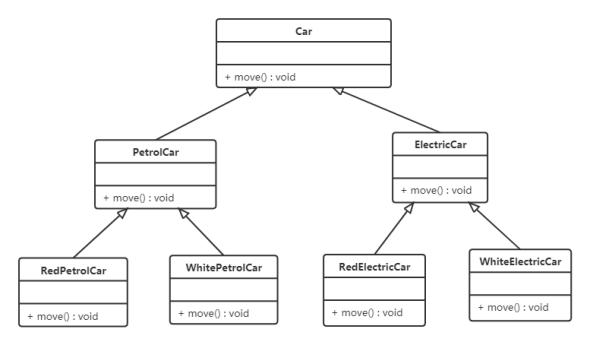 Car
+ move() : void
PetrolCar
+ move() : void
ElectricCar
+ move() : void
RedPetrolCar
+ move() : void
WhitePetrolCar
+ move() : void
RedElectricCar
+ move() : void
WhiteElectricCar
+ move() : void